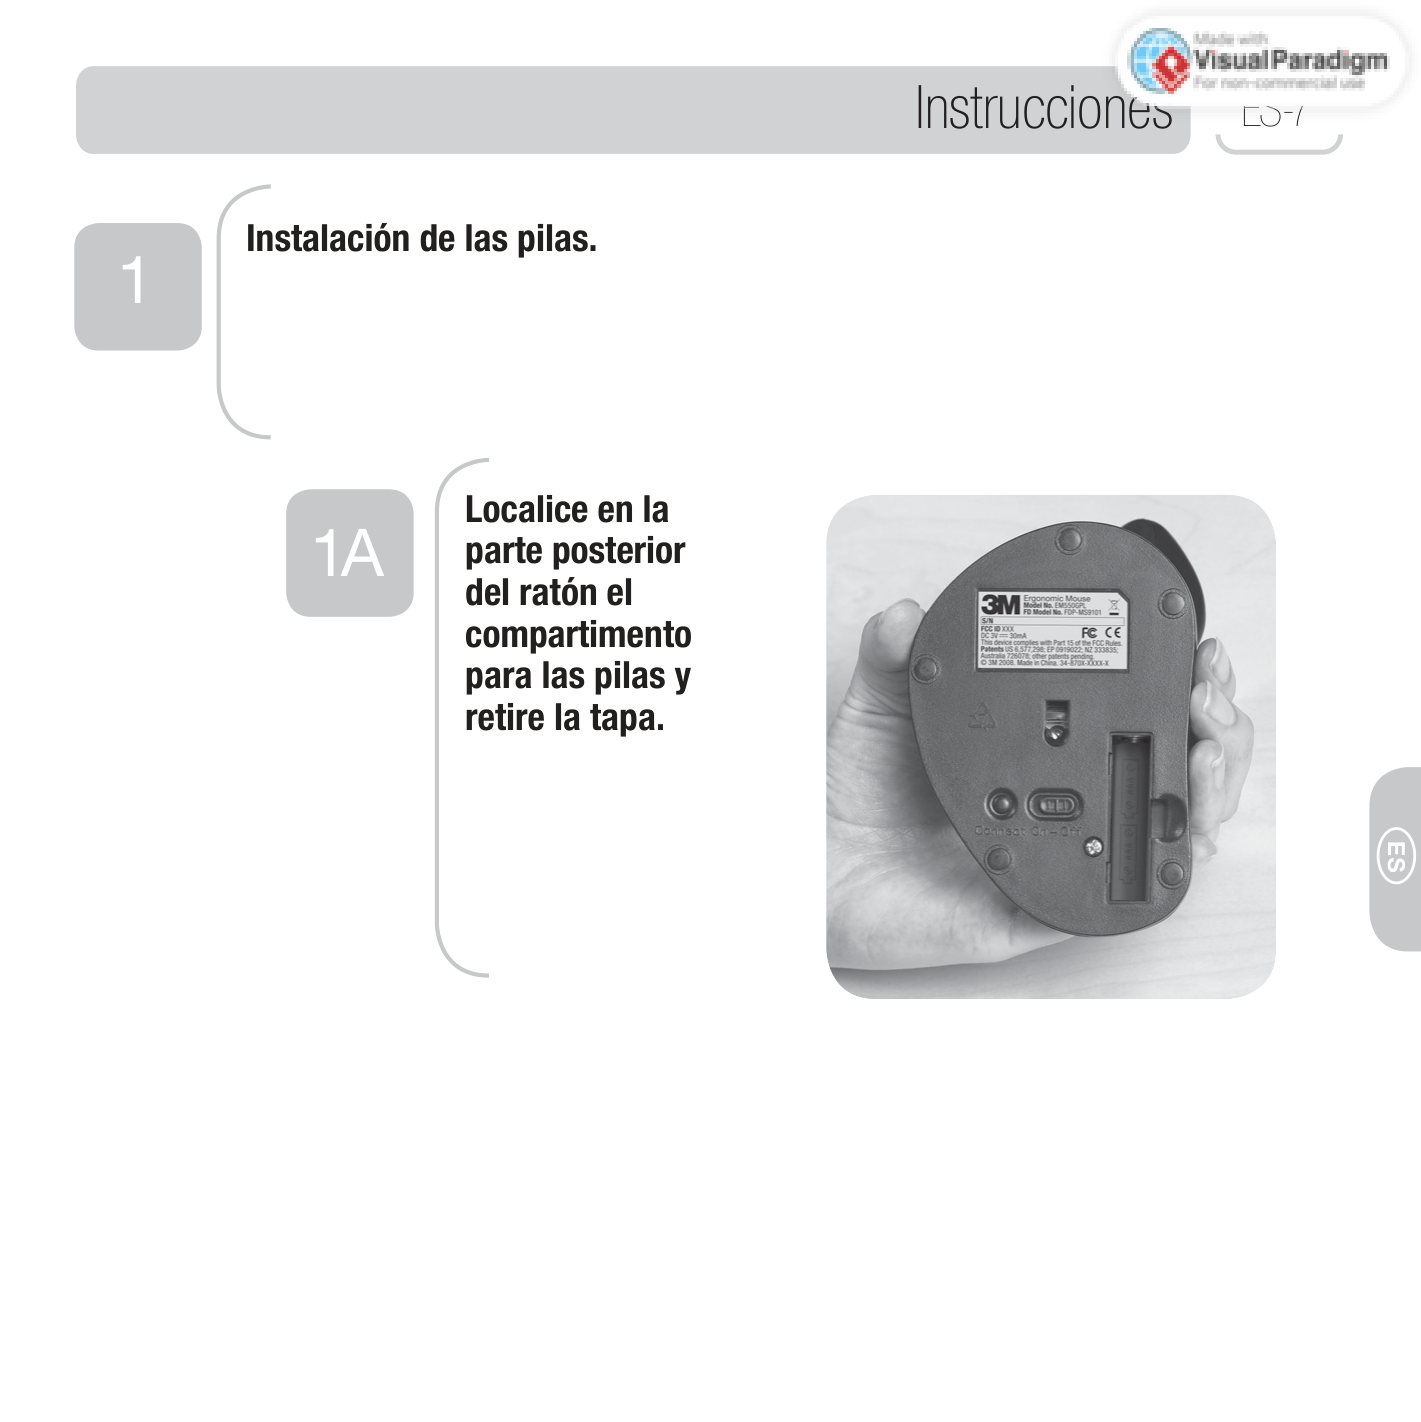 Made with
VisualParadigm
For non-commercial use
Instrucciones
ES-7
1
Instalación de las pilas.
1A
Localice en la
parte posterior
del ratón el
compartimento
para las pilas y
retire la tapa.
3M Ergonomic Mouse
Model No. EM550GPL
FD Model No. FDP-MS9101
S/N
FCC ID XXX
DC 3V 30mA
FC CE
This device complies with Part 15 of the FCC Rules.
Patents US 6,577,298; EP 0919022; NZ 333835;
Australia 726078; other patents pending.
© 3M 2008. Made in China. 34-870X-XXXX-X
Connect On-Off
ES